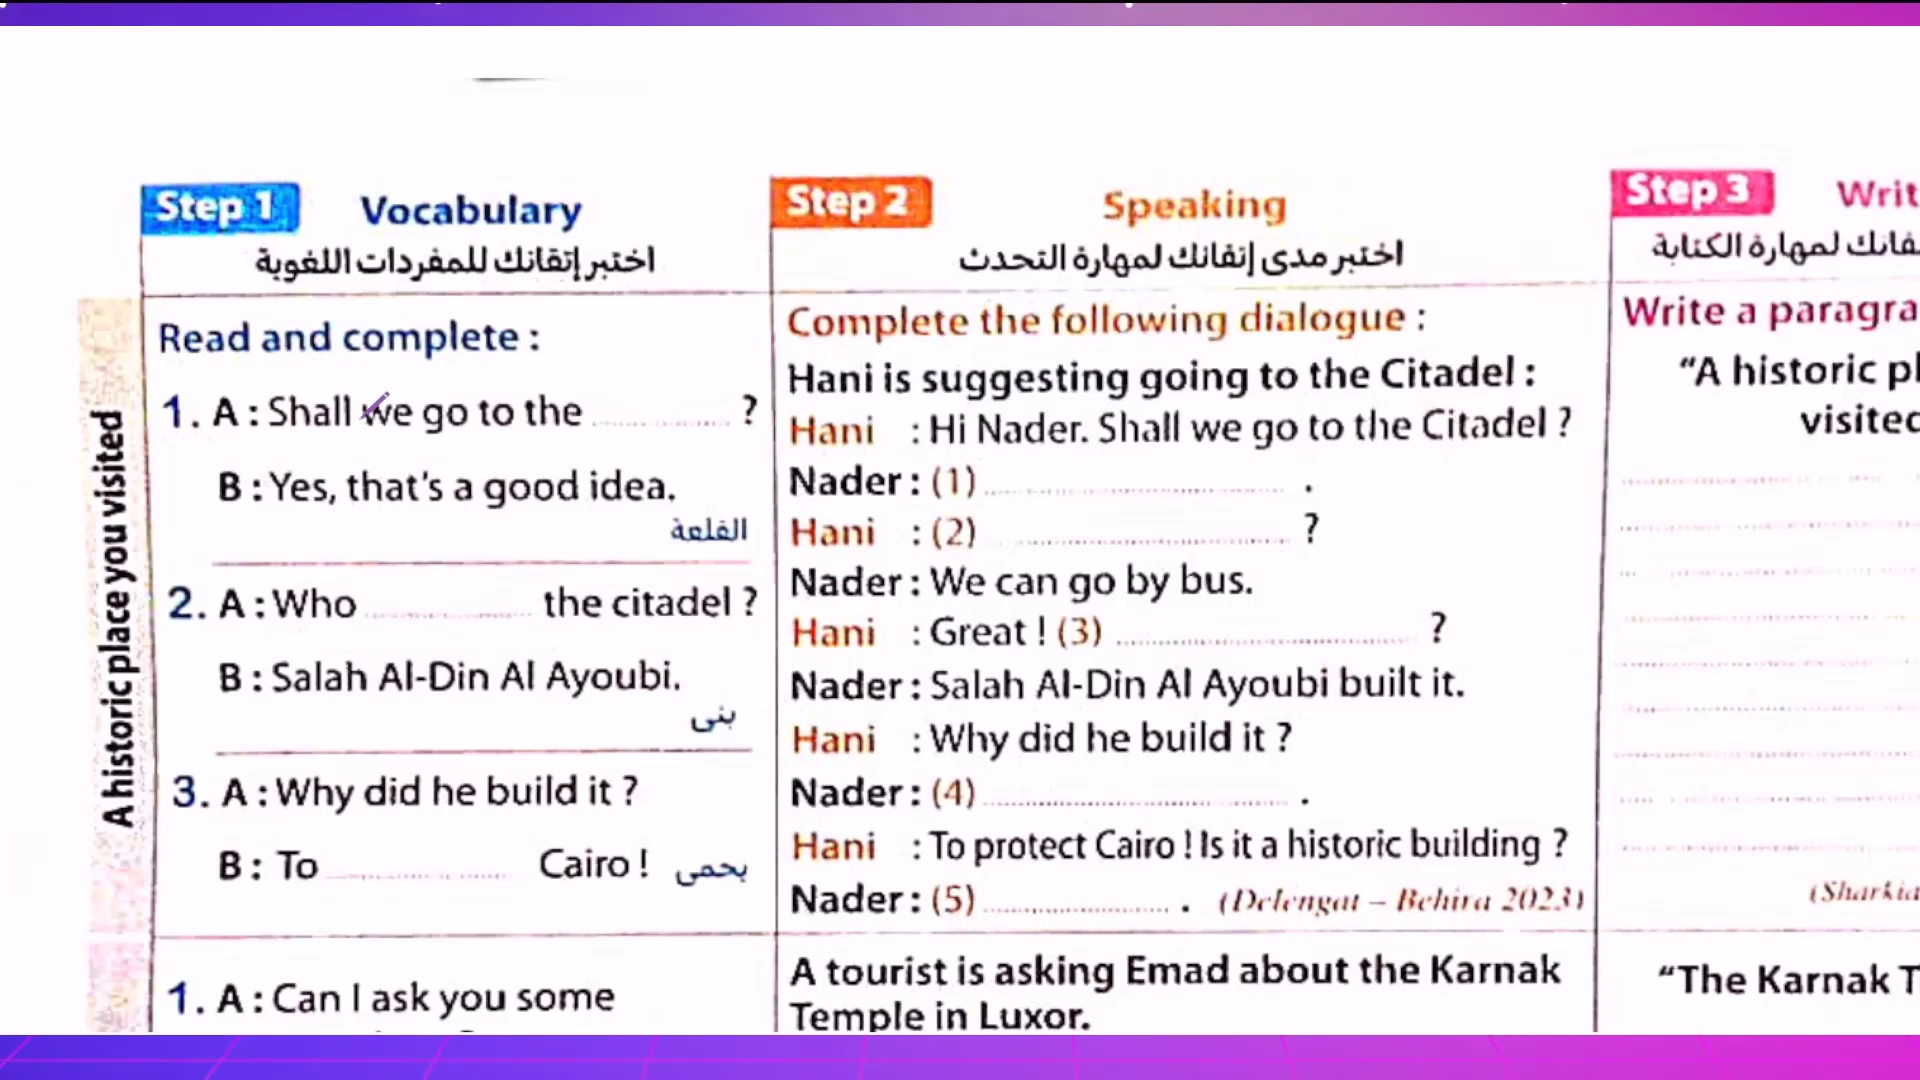 Step 1 Vocabulary
اختبر إتقانك للمفردات اللغوية
Read and complete :
1. A : Shall we go to the .............. ?
B : Yes, that's a good idea.
القلعة
2. A : Who .............. the citadel ?
B : Salah Al-Din Al Ayoubi.
بنى
3. A : Why did he build it ?
B : To .............. Cairo ! يحمى
1. A : Can I ask you some
A historic place you visited
Step 2 Speaking
اختبر مدى إتقانك لمهارة التحدث
Complete the following dialogue :
Hani is suggesting going to the Citadel :
Hani : Hi Nader. Shall we go to the Citadel ?
Nader : (1) .............. .
Hani : (2) .............. ?
Nader : We can go by bus.
Hani : Great ! (3) .............. ?
Nader : Salah Al-Din Al Ayoubi built it.
Hani : Why did he build it ?
Nader : (4) .............. .
Hani : To protect Cairo ! Is it a historic building ?
Nader : (5) .............. . (Delengat – Behira 2023)
A tourist is asking Emad about the Karnak
Temple in Luxor.
Step 3 Writ
لمهارة الكتابة
Write a paragra
“A historic pl
visited
(Sharkia
“The Karnak T